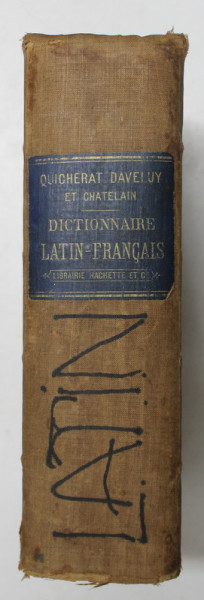 QUICHERAT DAVELUY
ET CHATELAIN
DICTIONNAIRE
LATIN=FRANÇAIS
LIBRAIRIE HACHETTE ET Cie
LATIN